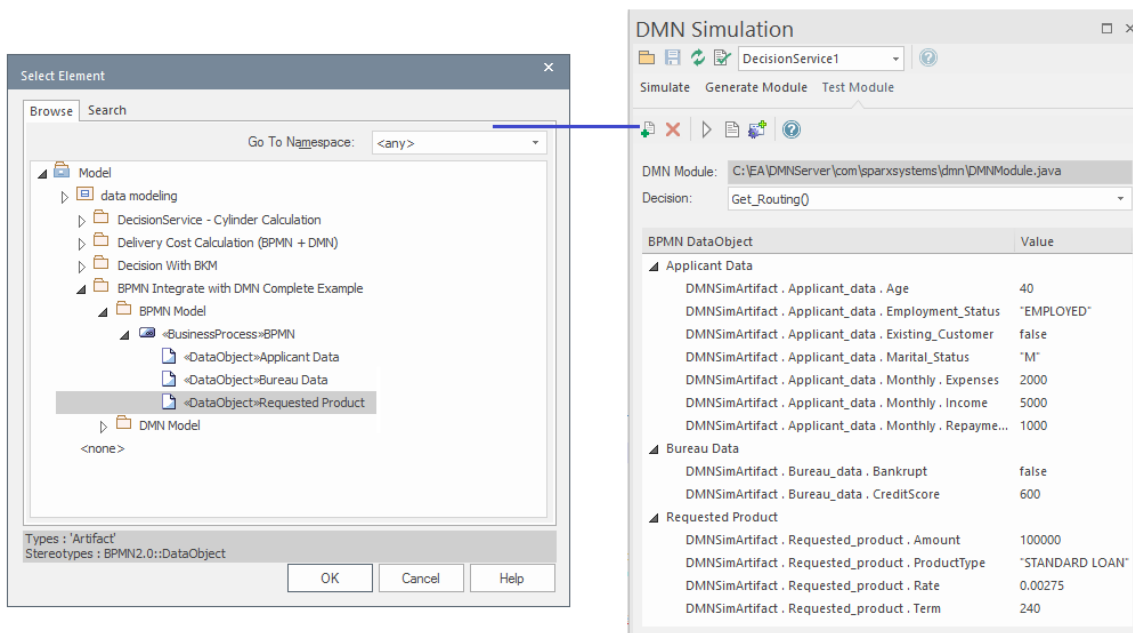 Select Element
Browse Search
Go To Namespace: <any>
Model
data modeling
DecisionService - Cylinder Calculation
Delivery Cost Calculation (BPMN + DMN)
Decision With BKM
BPMN Integrate with DMN Complete Example
BPMN Model
«BusinessProcess»BPMN
«DataObject»Applicant Data
«DataObject»Bureau Data
«DataObject»Requested Product
DMN Model
<none>
Types : 'Artifact'
Stereotypes : BPMN2.0::DataObject
OK Cancel Help
DMN Simulation
DecisionService1
Simulate Generate Module Test Module
DMN Module: C:\EA\DMNServer\com\sparxsystems\dmn\DMNModule.java
Decision: Get_Routing()
BPMN DataObject Value
Applicant Data
DMNSimArtifact . Applicant_data . Age 40
DMNSimArtifact . Applicant_data . Employment_Status "EMPLOYED"
DMNSimArtifact . Applicant_data . Existing_Customer false
DMNSimArtifact . Applicant_data . Marital_Status "M"
DMNSimArtifact . Applicant_data . Monthly . Expenses 2000
DMNSimArtifact . Applicant_data . Monthly . Income 5000
DMNSimArtifact . Applicant_data . Monthly . Repayme... 1000
Bureau Data
DMNSimArtifact . Bureau_data . Bankrupt false
DMNSimArtifact . Bureau_data . CreditScore 600
Requested Product
DMNSimArtifact . Requested_product . Amount 100000
DMNSimArtifact . Requested_product . ProductType "STANDARD LOAN"
DMNSimArtifact . Requested_product . Rate 0.00275
DMNSimArtifact . Requested_product . Term 240